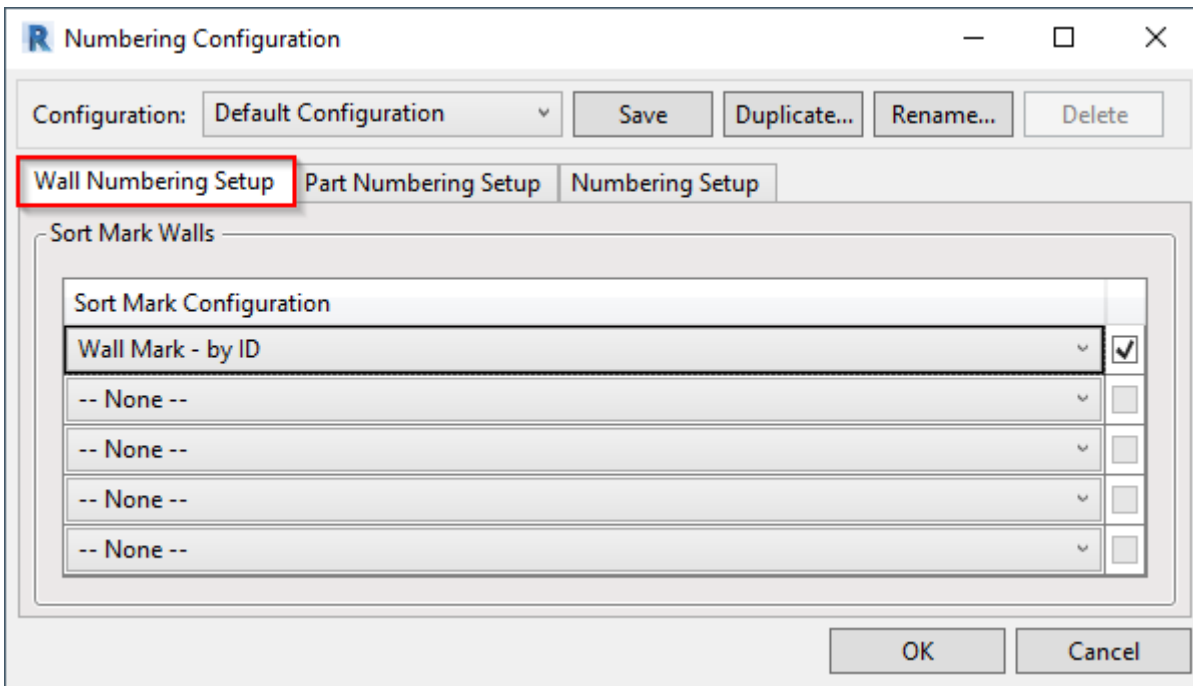 Numbering Configuration
Configuration: Default Configuration Save Duplicate... Rename... Delete
Wall Numbering Setup Part Numbering Setup Numbering Setup
Sort Mark Walls
Sort Mark Configuration
Wall Mark - by ID
-- None --
-- None --
-- None --
-- None --
OK Cancel